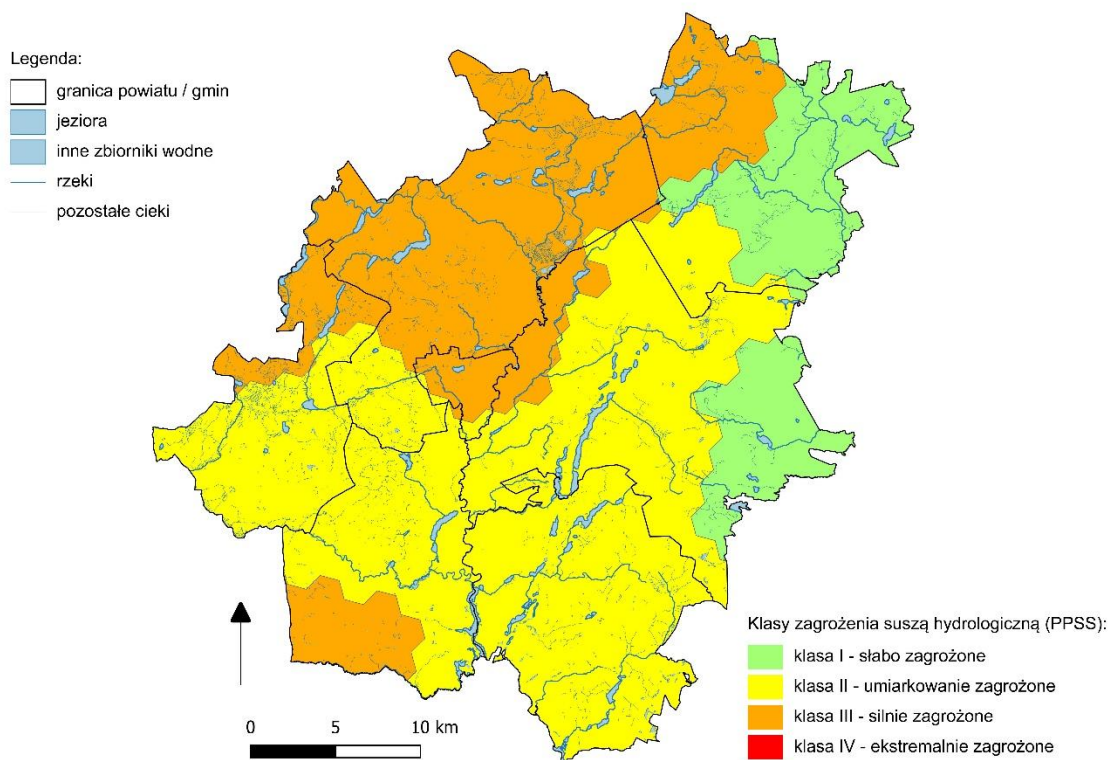 Legenda:
granica powiatu / gmin
jeziora
inne zbiorniki wodne
rzeki
pozostałe cieki
0 5 10 km
Klasy zagrożenia suszą hydrologiczną (PPSS):
klasa I - słabo zagrożone
klasa II - umiarkowanie zagrożone
klasa III - silnie zagrożone
klasa IV - ekstremalnie zagrożone